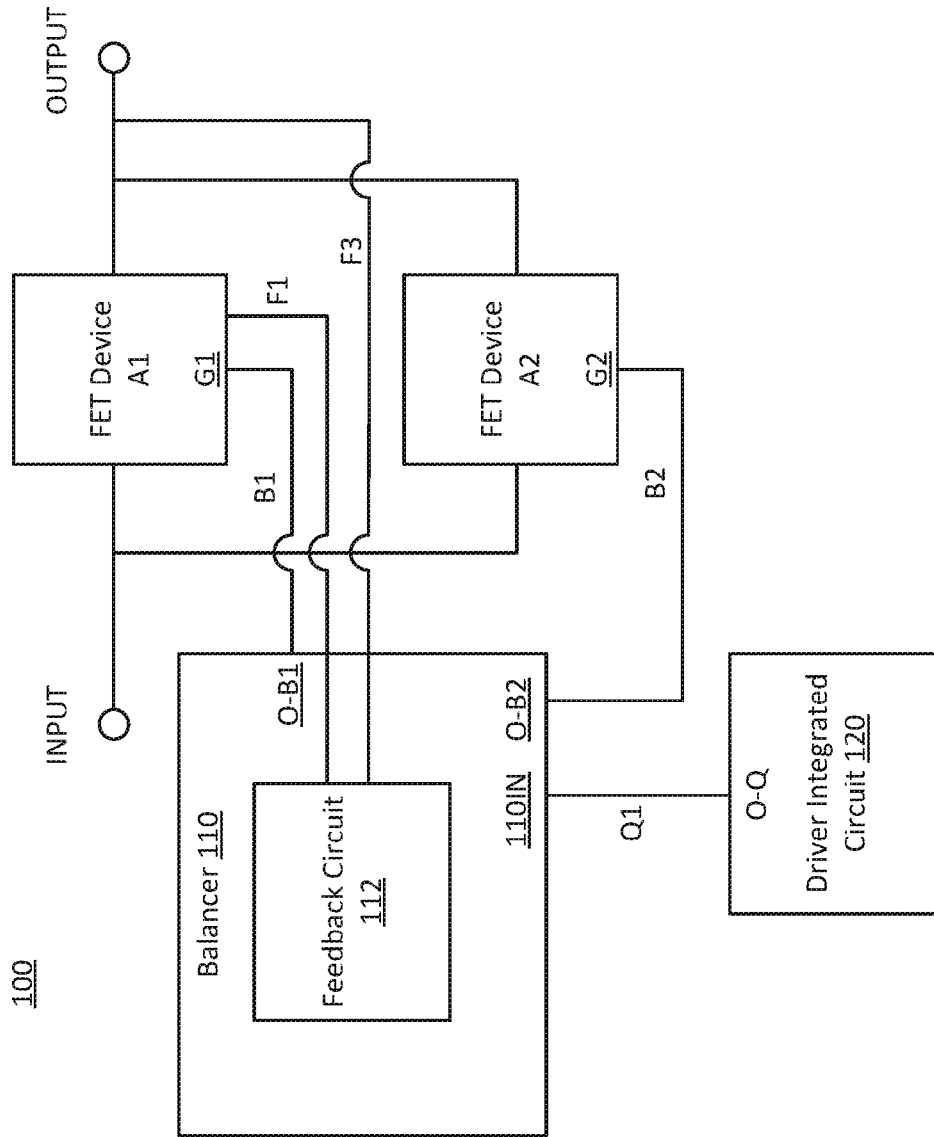 100
INPUT
OUTPUT
FET Device
A1
G1
F1
B1
F3
FET Device
A2
G2
B2
Balancer 110
O-B1
Feedback Circuit
112
O-B2
110IN
Q1
O-Q
Driver Integrated
Circuit 120